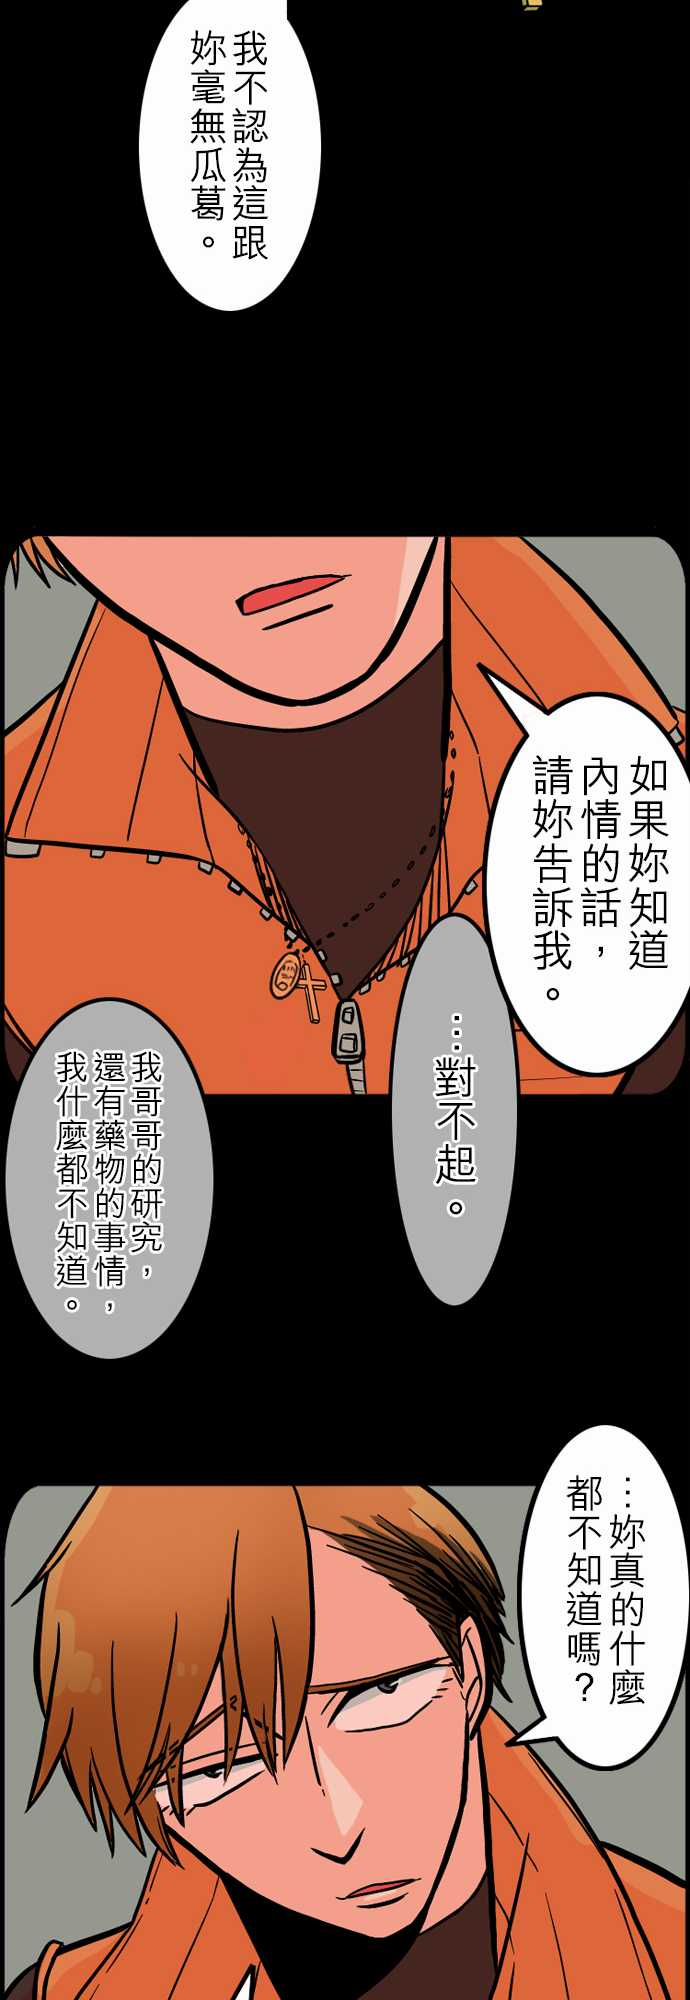 我不認為這跟
妳毫無瓜葛。
如果妳知道
內情的話，
請妳告訴我。
…對不起。
我哥哥的研究，
還有藥物的事情，
我什麼都不知道。
…妳真的什麼
都不知道嗎？